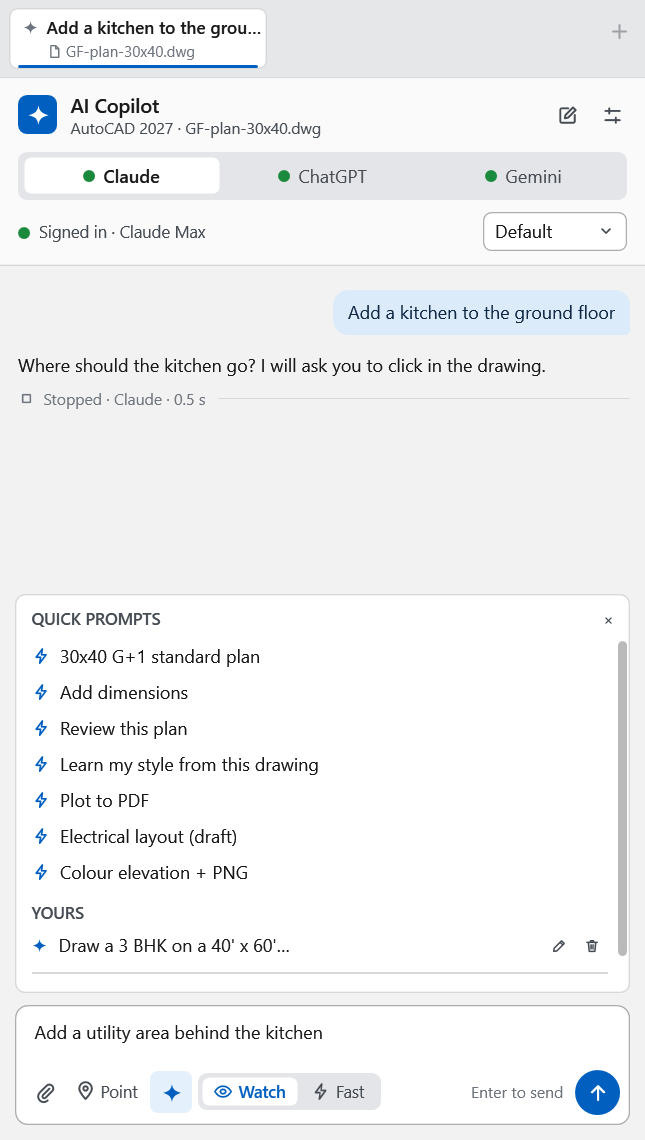 Add a kitchen to the grou...
GF-plan-30x40.dwg
AI Copilot
AutoCAD 2027 · GF-plan-30x40.dwg
Claude
ChatGPT
Gemini
Signed in · Claude Max
Default
Add a kitchen to the ground floor
Where should the kitchen go? I will ask you to click in the drawing.
Stopped · Claude · 0.5 s
QUICK PROMPTS
30x40 G+1 standard plan
Add dimensions
Review this plan
Learn my style from this drawing
Plot to PDF
Electrical layout (draft)
Colour elevation + PNG
YOURS
Draw a 3 BHK on a 40' x 60'...
Add a utility area behind the kitchen
Point
Watch
Fast
Enter to send